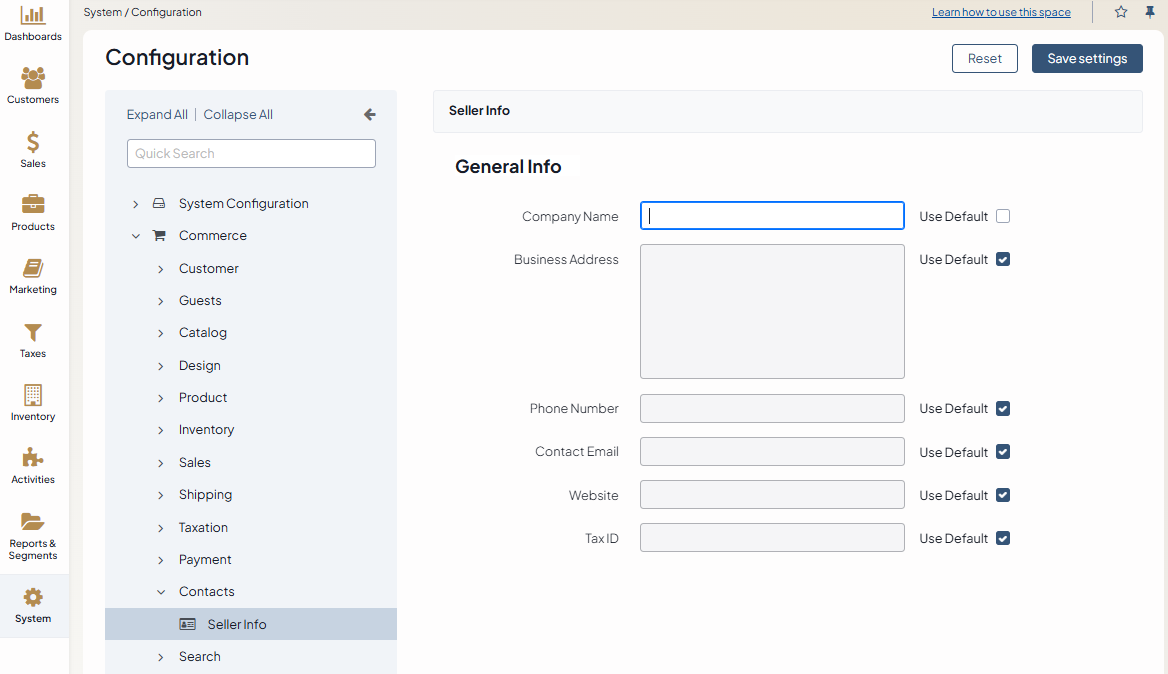 System / Configuration
Learn how to use this space
Dashboards
Customers
Sales
Products
Marketing
Taxes
Inventory
Activities
Reports &
Segments
System
Configuration
Reset
Save settings
Expand All | Collapse All
Quick Search
System Configuration
Commerce
Customer
Guests
Catalog
Design
Product
Inventory
Sales
Shipping
Taxation
Payment
Contacts
Seller Info
Search
Seller Info
General Info
Company Name
Use Default
Business Address
Use Default
Phone Number
Use Default
Contact Email
Use Default
Website
Use Default
Tax ID
Use Default